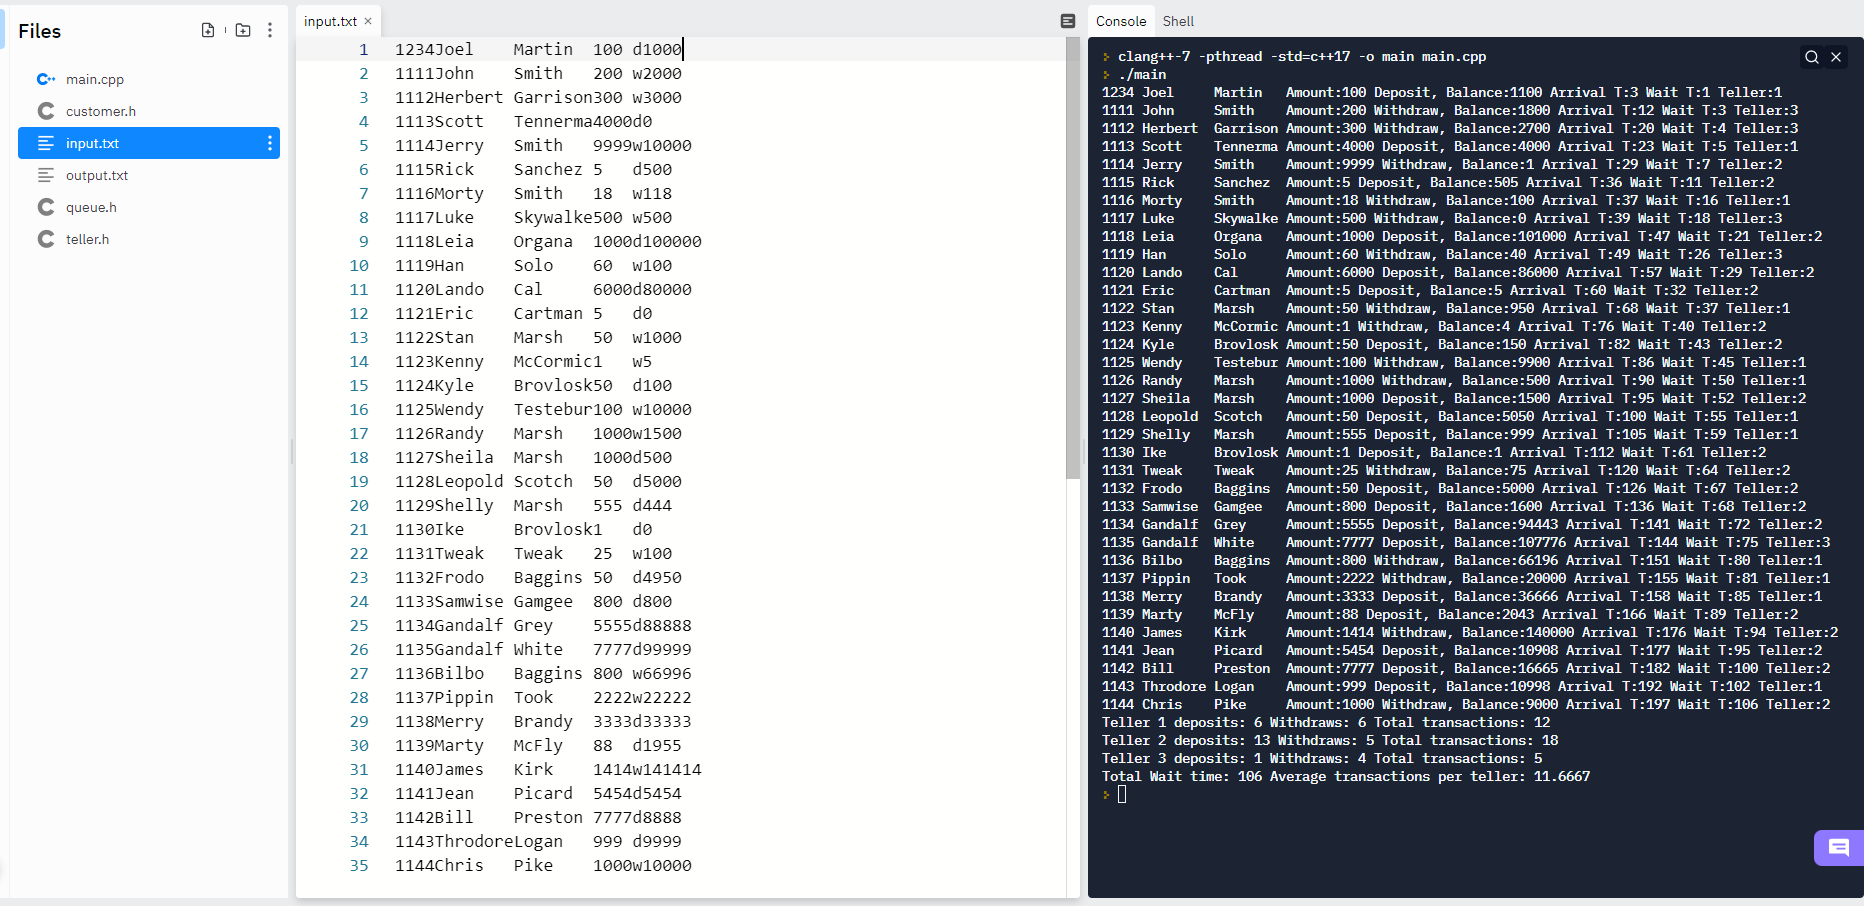 Files
main.cpp
customer.h
input.txt
output.txt
queue.h
teller.h
input.txt ×
1 1234Joel    Martin  100 d1000
2 1111John    Smith   200 w2000
3 1112Herbert Garrison300 w3000
4 1113Scott   Tennerma4000d0
5 1114Jerry   Smith   9999w10000
6 1115Rick    Sanchez 5   d500
7 1116Morty   Smith   18  w118
8 1117Luke    Skywalke500 w500
9 1118Leia    Organa  1000d100000
10 1119Han     Solo    60  w100
11 1120Lando   Cal     6000d80000
12 1121Eric    Cartman 5   d0
13 1122Stan    Marsh   50  w1000
14 1123Kenny   McCormic1   w5
15 1124Kyle    Brovlosk50  d100
16 1125Wendy   Testebur100 w10000
17 1126Randy   Marsh   1000w1500
18 1127Sheila  Marsh   1000d500
19 1128Leopold Scotch  50  d5000
20 1129Shelly  Marsh   555 d444
21 1130Ike     Brovlosk1   d0
22 1131Tweak   Tweak   25  w100
23 1132Frodo   Baggins 50  d4950
24 1133Samwise Gamgee  800 d800
25 1134Gandalf Grey    5555d88888
26 1135Gandalf White   7777d99999
27 1136Bilbo   Baggins 800 w66996
28 1137Pippin  Took    2222w22222
29 1138Merry   Brandy  3333d33333
30 1139Marty   McFly   88  d1955
31 1140James   Kirk    1414w141414
32 1141Jean    Picard  5454d5454
33 1142Bill    Preston 7777d8888
34 1143ThrodoreLogan   999 d9999
35 1144Chris   Pike    1000w10000
Console Shell
clang++-7 -pthread -std=c++17 -o main main.cpp
./main
1234 Joel    Martin   Amount:100 Deposit, Balance:1100 Arrival T:3 Wait T:1 Teller:1
1111 John    Smith    Amount:200 Withdraw, Balance:1800 Arrival T:12 Wait T:3 Teller:3
1112 Herbert  Garrison Amount:300 Withdraw, Balance:2700 Arrival T:20 Wait T:4 Teller:3
1113 Scott    Tennerma Amount:4000 Deposit, Balance:4000 Arrival T:23 Wait T:5 Teller:1
1114 Jerry    Smith    Amount:9999 Withdraw, Balance:1 Arrival T:29 Wait T:7 Teller:2
1115 Rick     Sanchez  Amount:5 Deposit, Balance:505 Arrival T:36 Wait T:11 Teller:2
1116 Morty    Smith    Amount:18 Withdraw, Balance:100 Arrival T:37 Wait T:16 Teller:1
1117 Luke     Skywalke Amount:500 Withdraw, Balance:0 Arrival T:39 Wait T:18 Teller:3
1118 Leia     Organa   Amount:1000 Deposit, Balance:101000 Arrival T:47 Wait T:21 Teller:2
1119 Han      Solo     Amount:60 Withdraw, Balance:40 Arrival T:49 Wait T:26 Teller:3
1120 Lando    Cal      Amount:6000 Deposit, Balance:86000 Arrival T:57 Wait T:29 Teller:2
1121 Eric     Cartman  Amount:5 Deposit, Balance:5 Arrival T:60 Wait T:32 Teller:2
1122 Stan     Marsh    Amount:50 Withdraw, Balance:950 Arrival T:68 Wait T:37 Teller:1
1123 Kenny    McCormic Amount:1 Withdraw, Balance:4 Arrival T:76 Wait T:40 Teller:2
1124 Kyle     Brovlosk Amount:50 Deposit, Balance:150 Arrival T:82 Wait T:43 Teller:2
1125 Wendy    Testebur Amount:100 Withdraw, Balance:9900 Arrival T:86 Wait T:45 Teller:1
1126 Randy    Marsh    Amount:1000 Withdraw, Balance:500 Arrival T:90 Wait T:50 Teller:1
1127 Sheila   Marsh    Amount:1000 Deposit, Balance:1500 Arrival T:95 Wait T:52 Teller:2
1128 Leopold  Scotch   Amount:50 Deposit, Balance:5050 Arrival T:100 Wait T:55 Teller:1
1129 Shelly   Marsh    Amount:555 Deposit, Balance:999 Arrival T:105 Wait T:59 Teller:1
1130 Ike      Brovlosk Amount:1 Deposit, Balance:1 Arrival T:112 Wait T:61 Teller:2
1131 Tweak    Tweak    Amount:25 Withdraw, Balance:75 Arrival T:120 Wait T:64 Teller:2
1132 Frodo    Baggins  Amount:50 Deposit, Balance:5000 Arrival T:126 Wait T:67 Teller:2
1133 Samwise  Gamgee   Amount:800 Deposit, Balance:1600 Arrival T:136 Wait T:68 Teller:2
1134 Gandalf  Grey     Amount:5555 Deposit, Balance:94443 Arrival T:141 Wait T:72 Teller:2
1135 Gandalf  White    Amount:7777 Deposit, Balance:107776 Arrival T:144 Wait T:75 Teller:3
1136 Bilbo    Baggins  Amount:800 Withdraw, Balance:66196 Arrival T:151 Wait T:80 Teller:1
1137 Pippin   Took     Amount:2222 Withdraw, Balance:20000 Arrival T:155 Wait T:81 Teller:1
1138 Merry    Brandy   Amount:3333 Deposit, Balance:36666 Arrival T:158 Wait T:85 Teller:1
1139 Marty    McFly    Amount:88 Deposit, Balance:2043 Arrival T:166 Wait T:89 Teller:2
1140 James    Kirk     Amount:1414 Withdraw, Balance:140000 Arrival T:176 Wait T:94 Teller:2
1141 Jean     Picard   Amount:5454 Deposit, Balance:10908 Arrival T:177 Wait T:95 Teller:2
1142 Bill     Preston  Amount:7777 Deposit, Balance:16665 Arrival T:182 Wait T:100 Teller:2
1143 Throdore Logan    Amount:999 Deposit, Balance:10998 Arrival T:192 Wait T:102 Teller:1
1144 Chris    Pike     Amount:1000 Withdraw, Balance:9000 Arrival T:197 Wait T:106 Teller:2
Teller 1 deposits: 6 Withdraws: 6 Total transactions: 12
Teller 2 deposits: 13 Withdraws: 5 Total transactions: 18
Teller 3 deposits: 1 Withdraws: 4 Total transactions: 5
Total Wait time: 106 Average transactions per teller: 11.6667